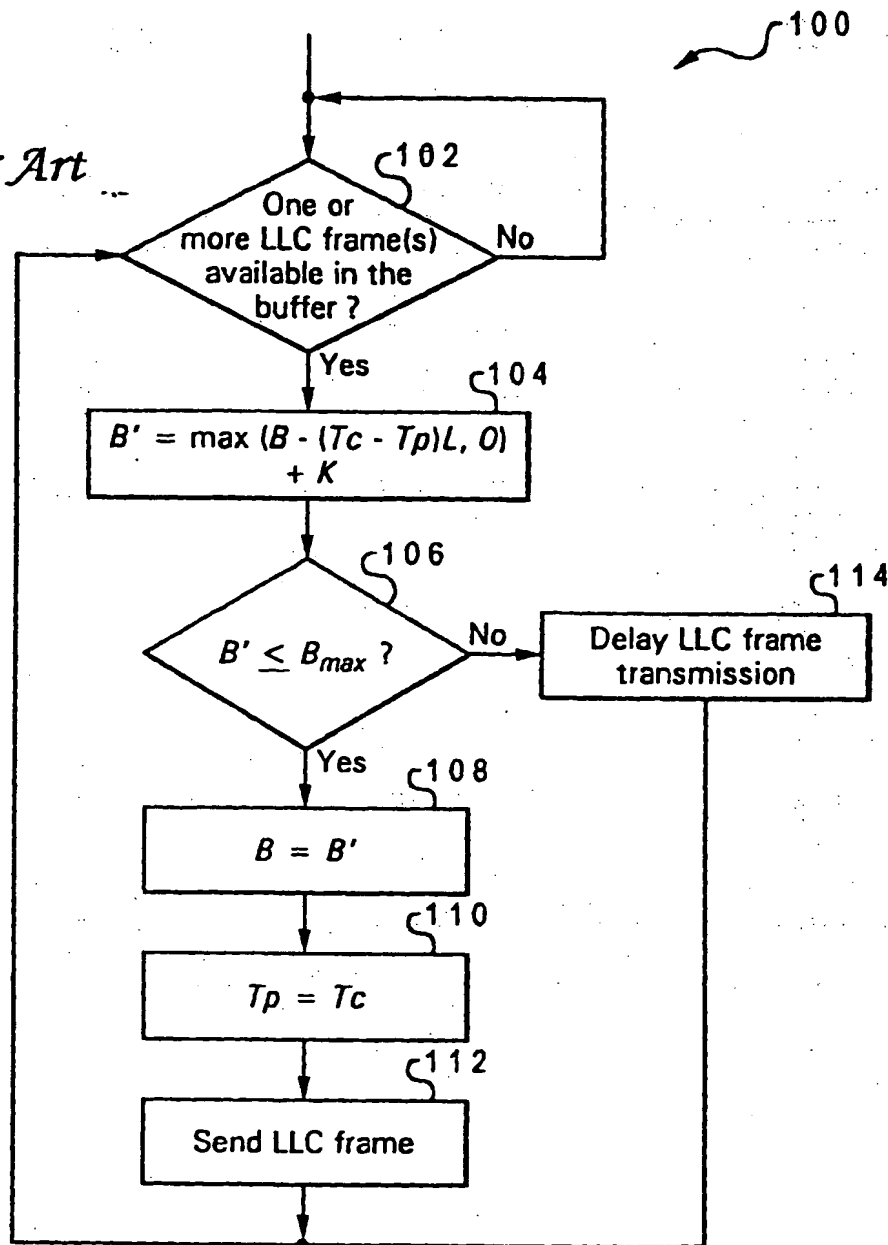 100
Art
102
One or
more LLC frame(s)
available in the
buffer ?
No
Yes
104
B' = max (B - (Tc - Tp)L, O)
+ K
106
B' ≤ Bmax ?
No
114
Delay LLC frame
transmission
Yes
108
B = B'
110
Tp = Tc
112
Send LLC frame